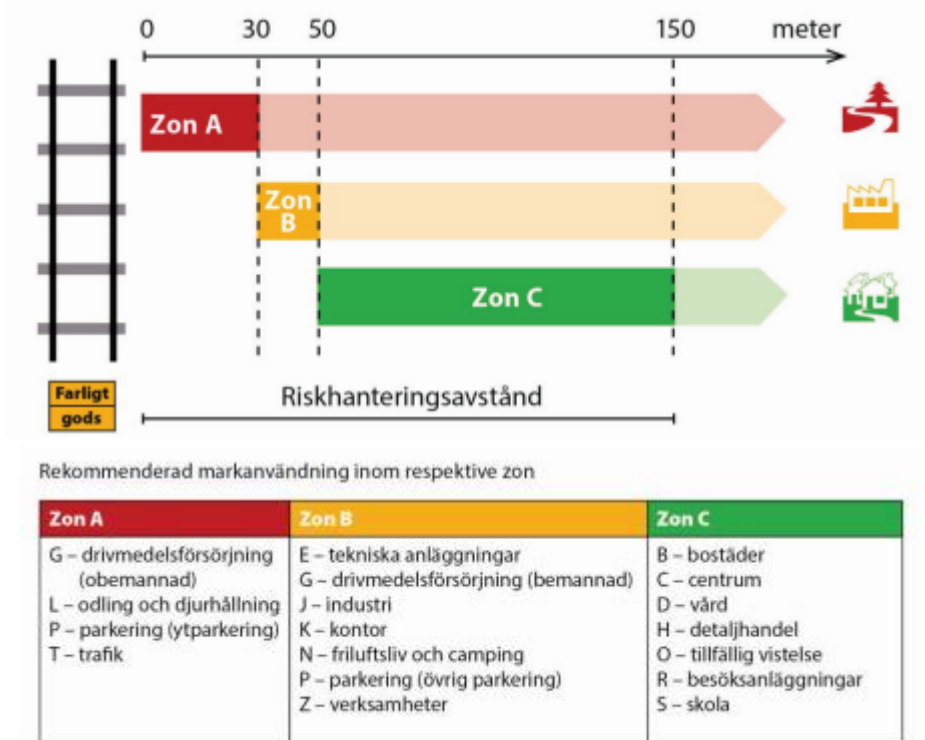 0 30 50 150 meter
Zon A
Zon
B
Zon C
Farligt
gods
Riskhanteringsavstånd
Rekommenderad markanvändning inom respektive zon
Zon A
G – drivmedelsförsörjning
(obemannad)
L – odling och djurhållning
P – parkering (ytparkering)
T – trafik
Zon B
E – tekniska anläggningar
G – drivmedelsförsörjning (bemannad)
J – industri
K – kontor
N – friluftsliv och camping
P – parkering (övrig parkering)
Z – verksamheter
Zon C
B – bostäder
C – centrum
D – vård
H – detaljhandel
O – tillfällig vistelse
R – besöksanläggningar
S – skola